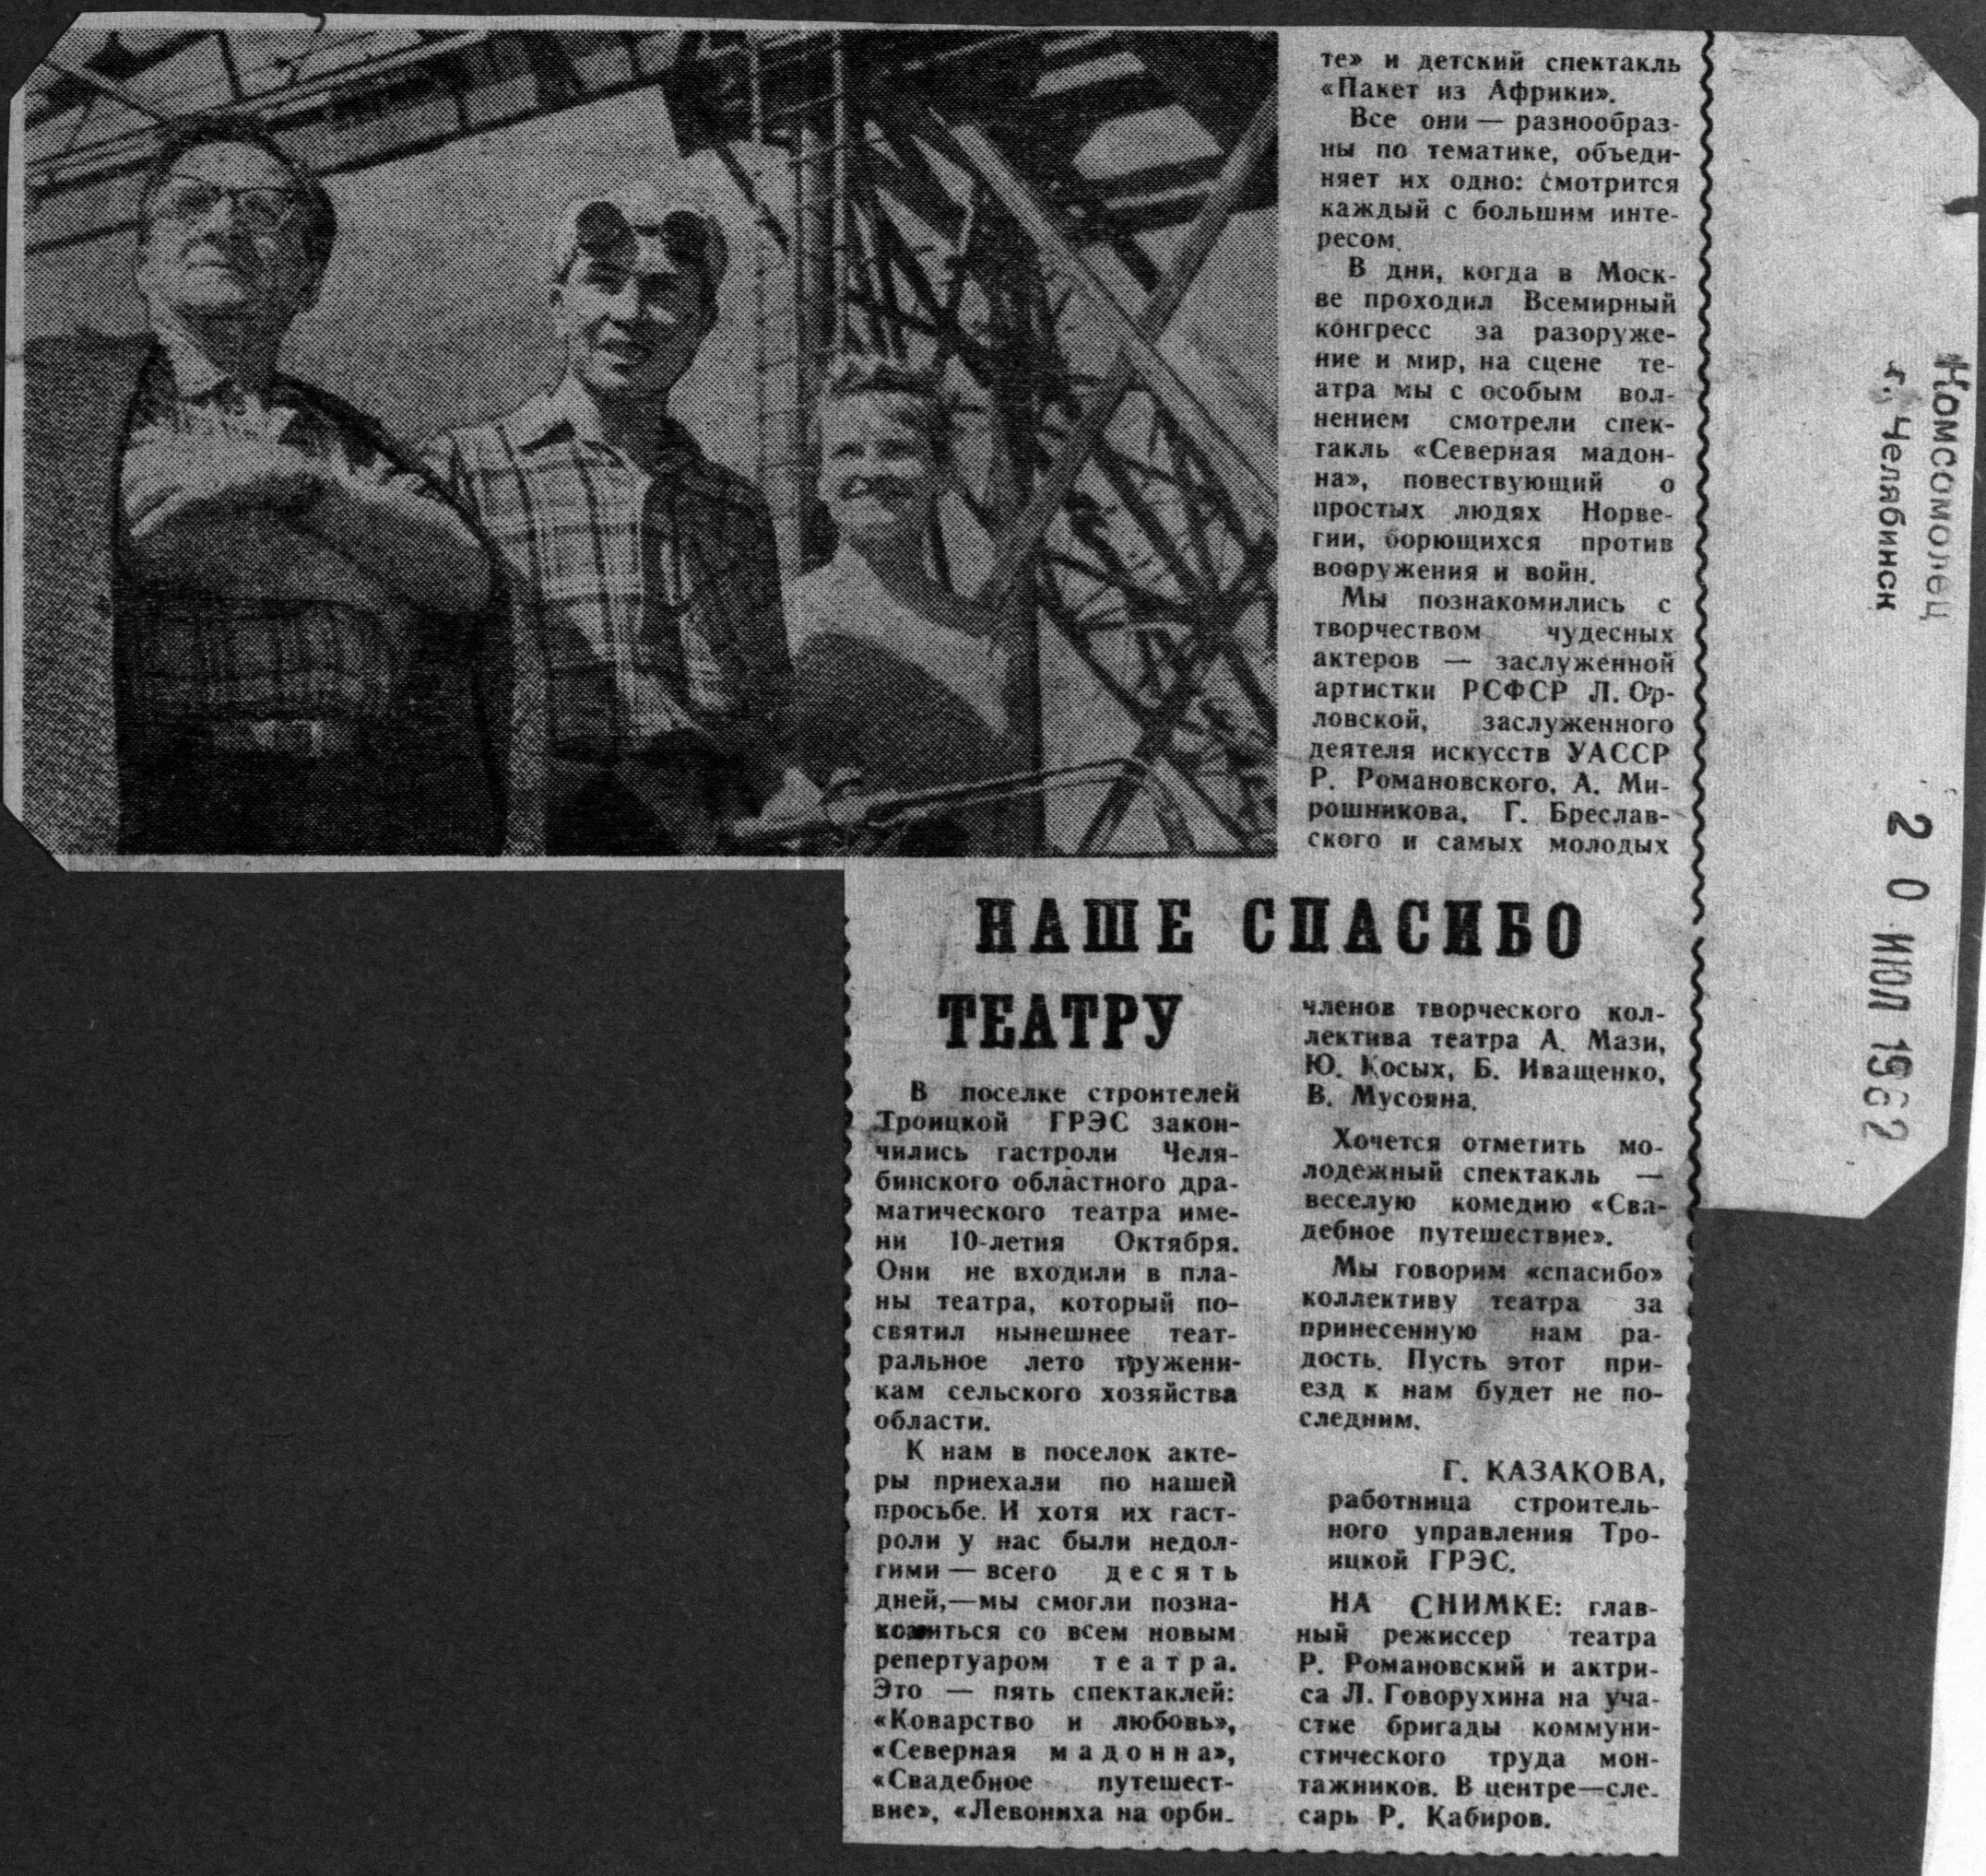 НАШЕ СПАСИБО
ТЕАТРУ
В поселке строителей
Троицкой ГРЭС закон-
чились гастроли Челя-
бинского областного дра-
матического театра име-
ни 10-летия Октября.
Они не входили в пла-
ны театра, который по-
святил нынешнее теат-
ральное лето тружени-
кам сельского хозяйства
области.
К нам в поселок акте-
ры приехали по нашей
просьбе. И хотя их гаст-
роли у нас были недол-
гими — всего десять
дней,—мы смогли позна-
комиться со всем новым
репертуаром театра.
Это — пять спектаклей:
«Коварство и любовь»,
«Северная мадонна»,
«Свадебное путешест-
вие», «Левониха на орби-
те» и детский спектакль
«Пакет из Африки».
Все они — разнообраз-
ны по тематике, объеди-
няет их одно: смотрится
каждый с большим инте-
ресом.
В дни, когда в Моск-
ве проходил Всемирный
конгресс за разоруже-
ние и мир, на сцене те-
атра мы с особым вол-
нением смотрели спек-
такль «Северная мадон-
на», повествующий о
простых людях Норве-
гии, борющихся против
вооружения и войн.
Мы познакомились с
творчеством чудесных
актеров — заслуженной
артистки РСФСР Л. Ор-
ловской, заслуженного
деятеля искусств УАССР
Р. Романовского, А. Ми-
рошникова, Г. Бреслав-
ского и самых молодых
членов творческого кол-
лектива театра А. Мази,
Ю. Косых, Б. Иващенко,
В. Мусояна.
Хочется отметить мо-
лодежный спектакль —
веселую комедию «Сва-
дебное путешествие».
Мы говорим «спасибо»
коллективу театра за
принесенную нам ра-
дость. Пусть этот при-
езд к нам будет не по-
следним.
Г. КАЗАКОВА,
работница строитель-
ного управления Тро-
ицкой ГРЭС.
НА СНИМКЕ: глав-
ный режиссер театра
Р. Романовский и актри-
са Л. Говорухина на уча-
стке бригады коммуни-
стического труда мон-
тажников. В центре—сле-
сарь Р. Кабиров.
Комсомолец
г. Челябинск
20 ИЮЛ 1962